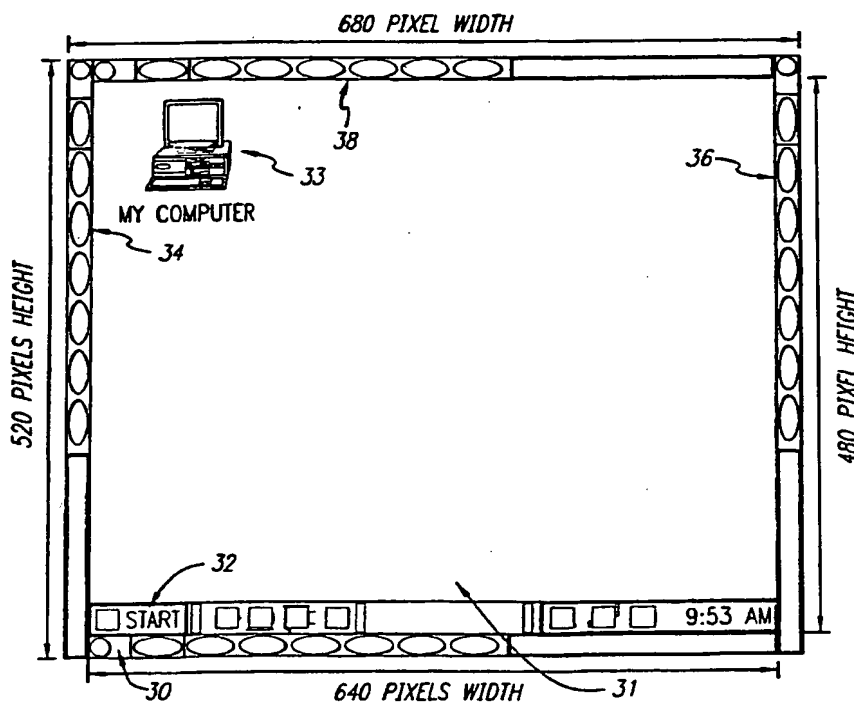 680 PIXEL WIDTH
38
36
33
MY COMPUTER
34
520 PIXELS HEIGHT
480 PIXEL HEIGHT
32
START
9:53 AM
30
640 PIXELS WIDTH
31